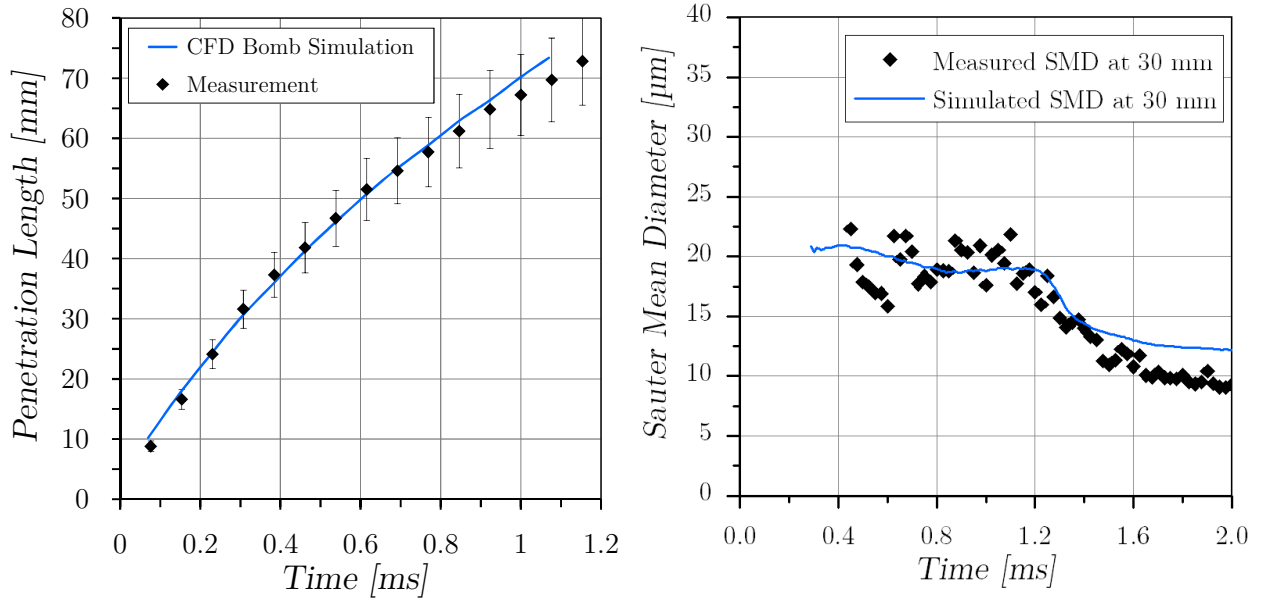 80
70
60
50
40
30
20
10
0
Penetration Length [mm]
CFD Bomb Simulation
Measurement
0 0.2 0.4 0.6 0.8 1 1.2
Time [ms]
40
35
30
25
20
15
10
5
0
Sauter Mean Diameter [µm]
Measured SMD at 30 mm
Simulated SMD at 30 mm
0.0 0.4 0.8 1.2 1.6 2.0
Time [ms]